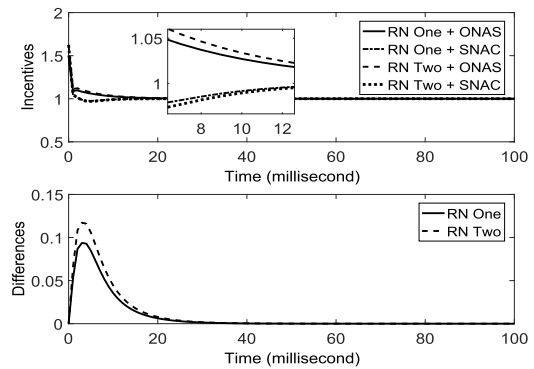 2
1.5
1
0.5
Incentives
1.05
1
8
10
12
RN One + ONAS
RN One + SNAC
RN Two + ONAS
RN Two + SNAC
0
20
40
60
80
100
Time (millisecond)
0.15
0.1
0.05
0
Differences
RN One
RN Two
0
20
40
60
80
100
Time (millisecond)